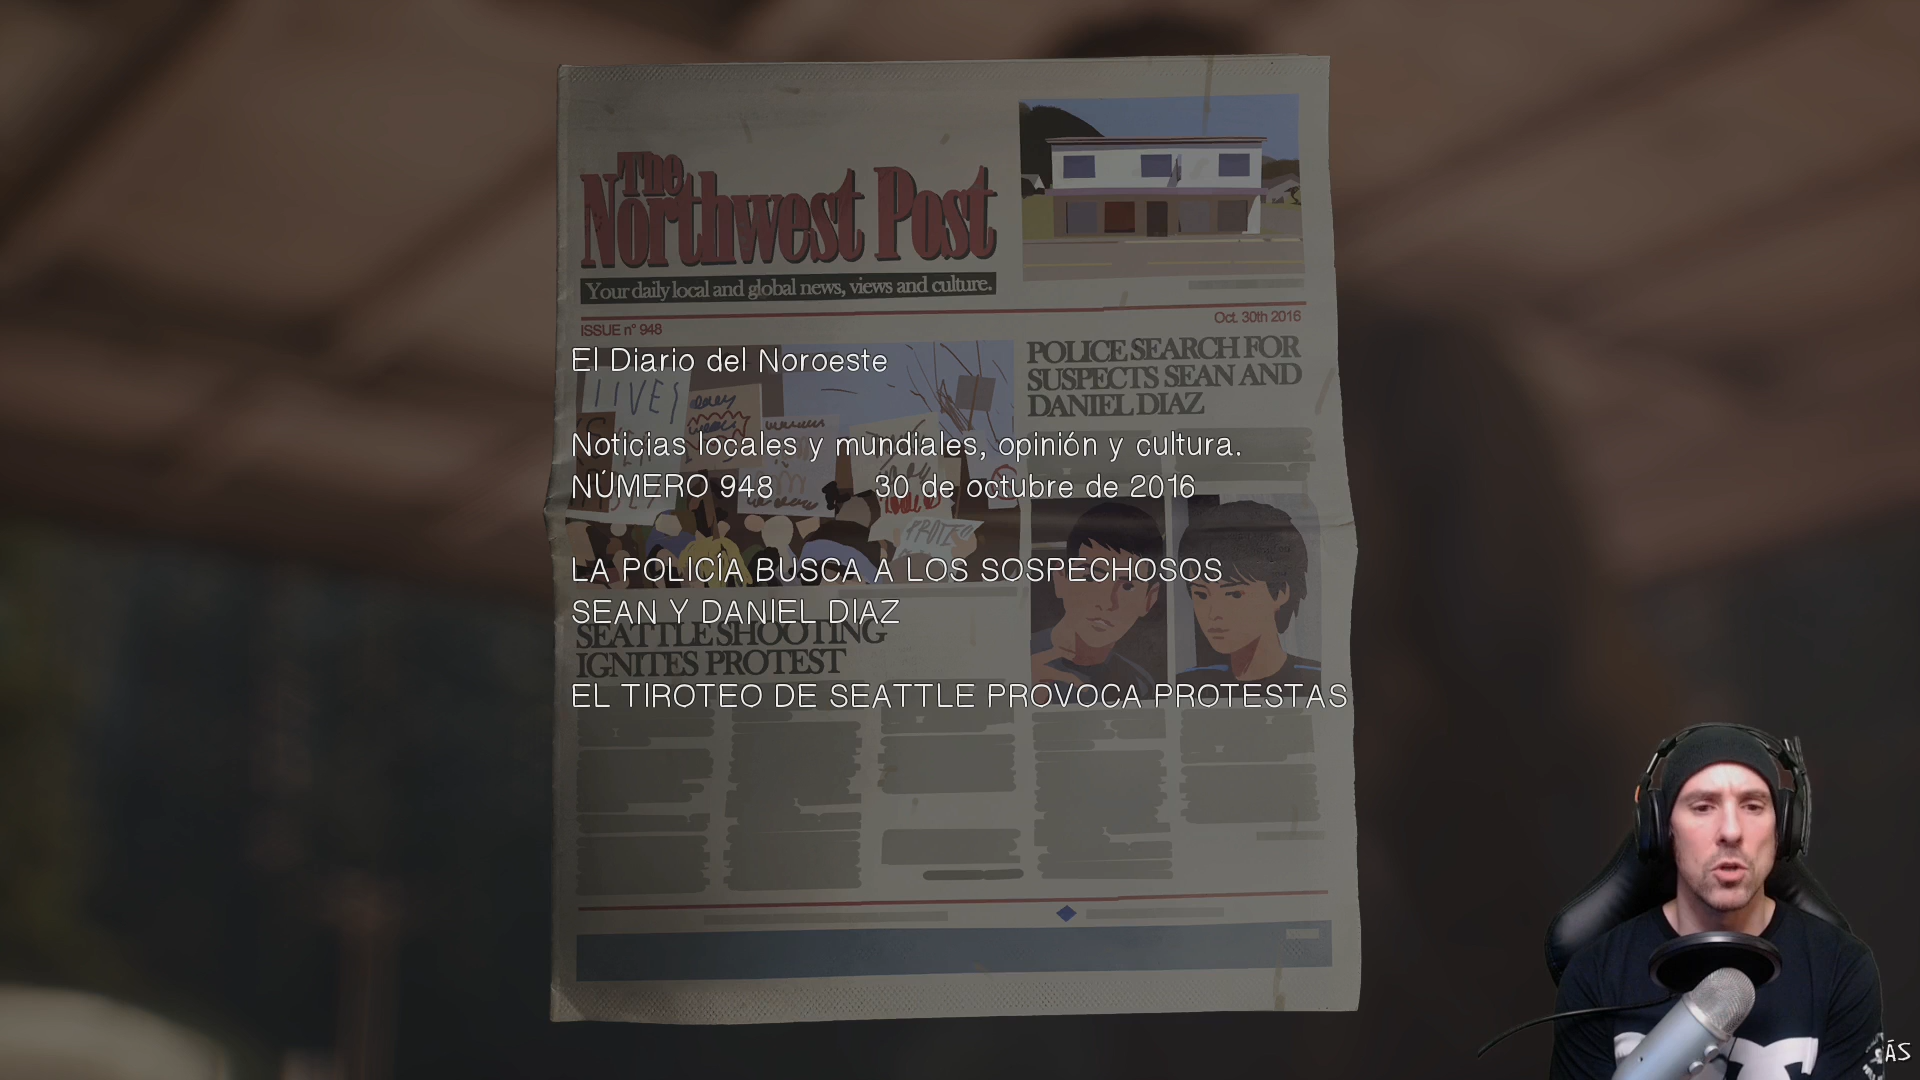 The
Northwest Post
Your daily local and global news, views and culture.
ISSUE n° 948
Oct. 30th 2016
POLICE SEARCH FOR
SUSPECTS SEAN AND
DANIEL DIAZ
LIVES
PROTE
SEATTLE SHOOTING
IGNITES PROTEST
El Diario del Noroeste
Noticias locales y mundiales, opinión y cultura.
NÚMERO 948 30 de octubre de 2016
LA POLICÍA BUSCA A LOS SOSPECHOSOS
SEAN Y DANIEL DIAZ
EL TIROTEO DE SEATTLE PROVOCA PROTESTAS